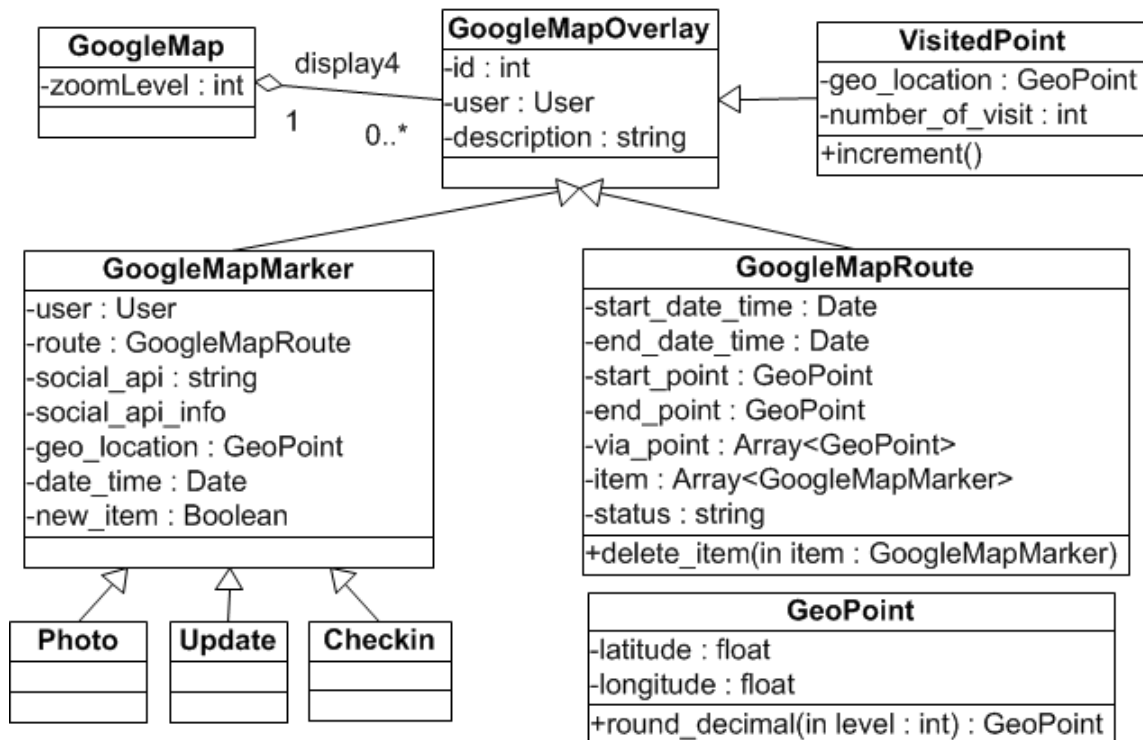 GoogleMap
-zoomLevel : int
display4
1
0..*
GoogleMapOverlay
-id : int
-user : User
-description : string
VisitedPoint
-geo_location : GeoPoint
-number_of_visit : int
+increment()
GoogleMapMarker
-user : User
-route : GoogleMapRoute
-social_api : string
-social_api_info
-geo_location : GeoPoint
-date_time : Date
-new_item : Boolean
GoogleMapRoute
-start_date_time : Date
-end_date_time : Date
-start_point : GeoPoint
-end_point : GeoPoint
-via_point : Array<GeoPoint>
-item : Array<GoogleMapMarker>
-status : string
+delete_item(in item : GoogleMapMarker)
Photo
Update
Checkin
GeoPoint
-latitude : float
-longitude : float
+round_decimal(in level : int) : GeoPoint